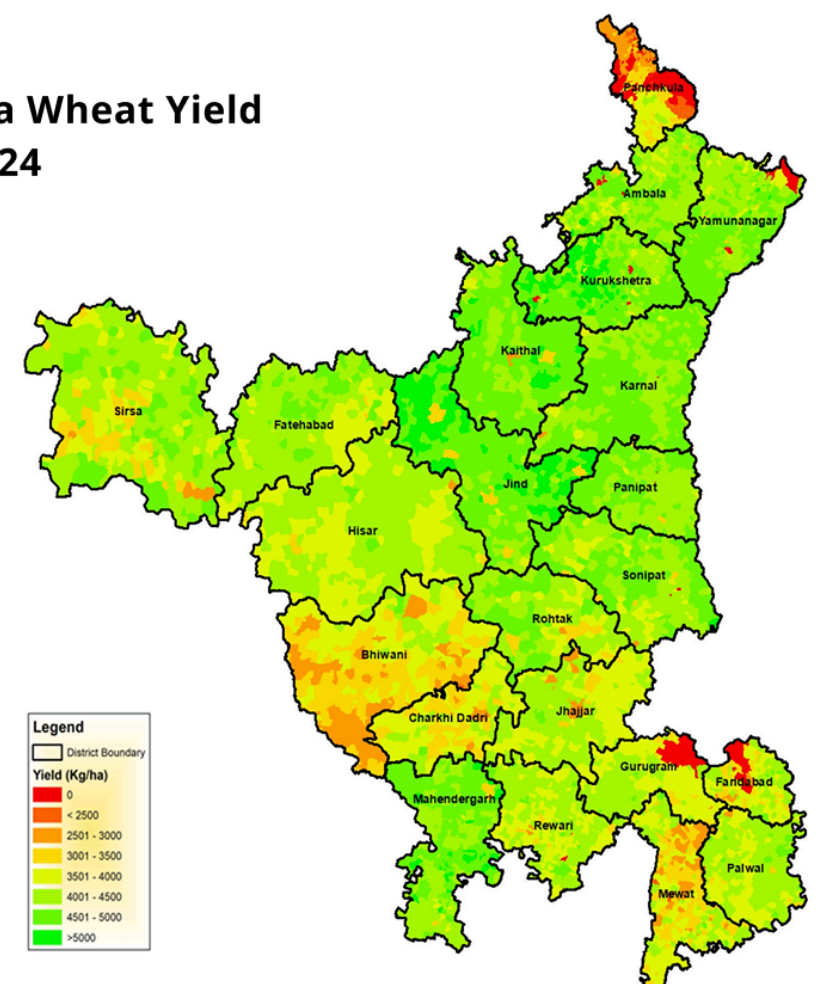 a Wheat Yield
24
Panchkula
Ambala
Yamunanagar
Kurukshetra
Kaithal
Karnal
Sirsa
Fatehabad
Jind
Panipat
Hisar
Sonipat
Rohtak
Bhiwani
Charkhi Dadri
Jhajjar
Gurugram
Faridabad
Mahendergarh
Rewari
Palwal
Mewat
Legend
District Boundary
Yield (Kg/ha)
0
< 2500
2501 - 3000
3001 - 3500
3501 - 4000
4001 - 4500
4501 - 5000
>5000